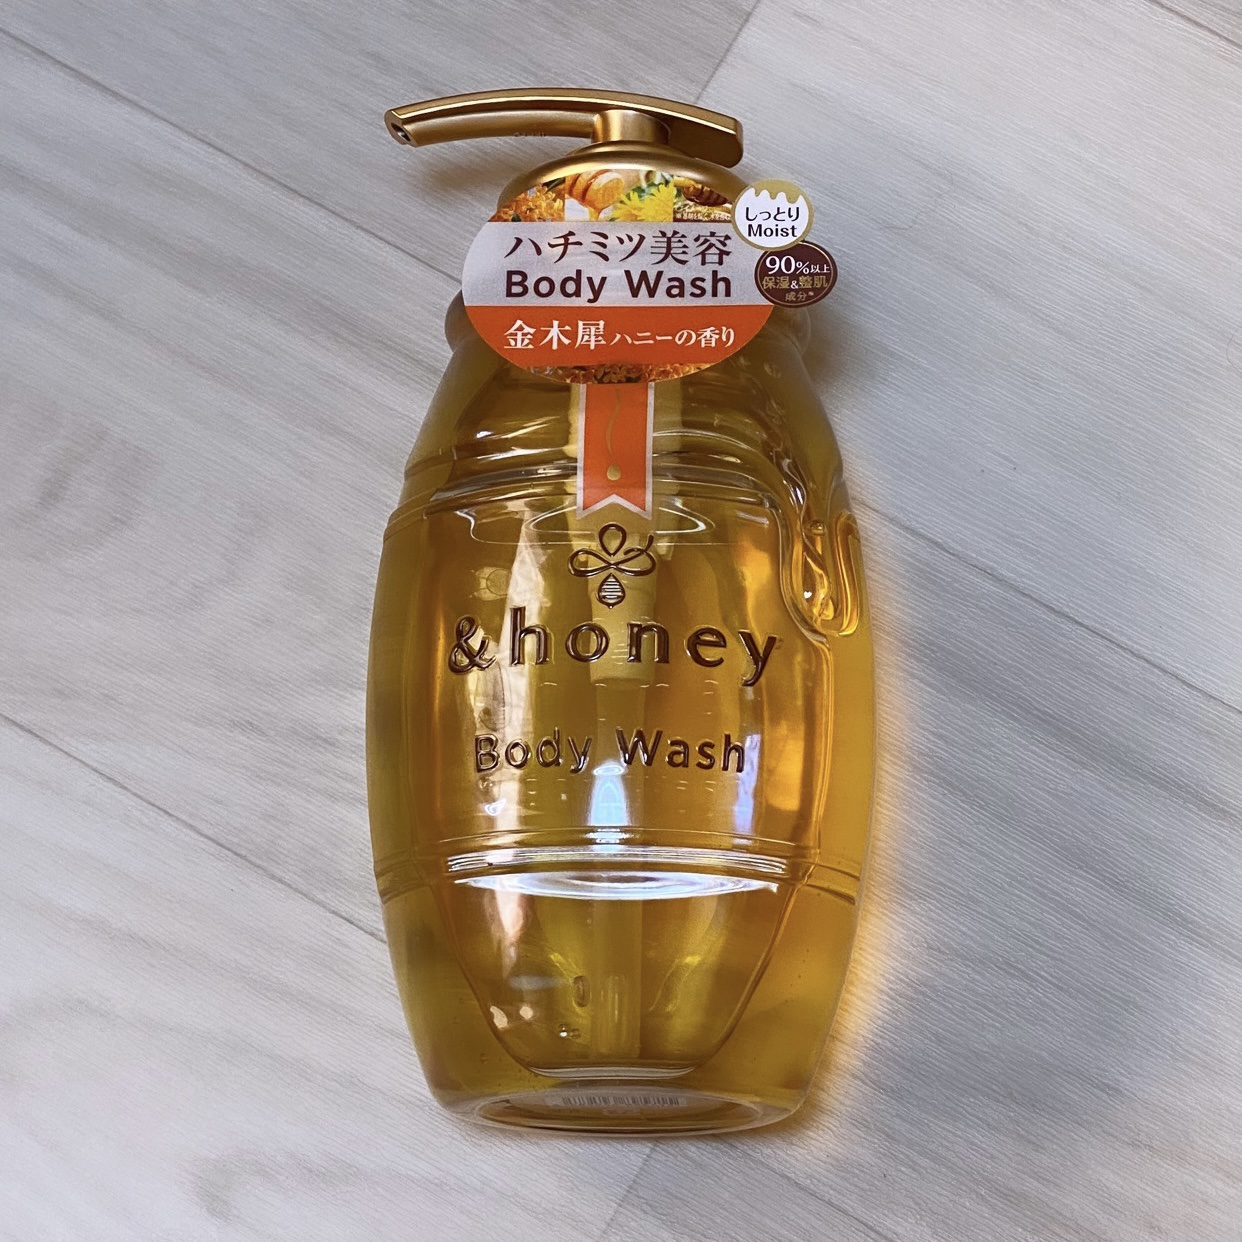 しっとり
Moist
ハチミツ美容
Body Wash
90%以上
保湿&整肌
成分*
金木犀ハニーの香り
&honey
Body Wash